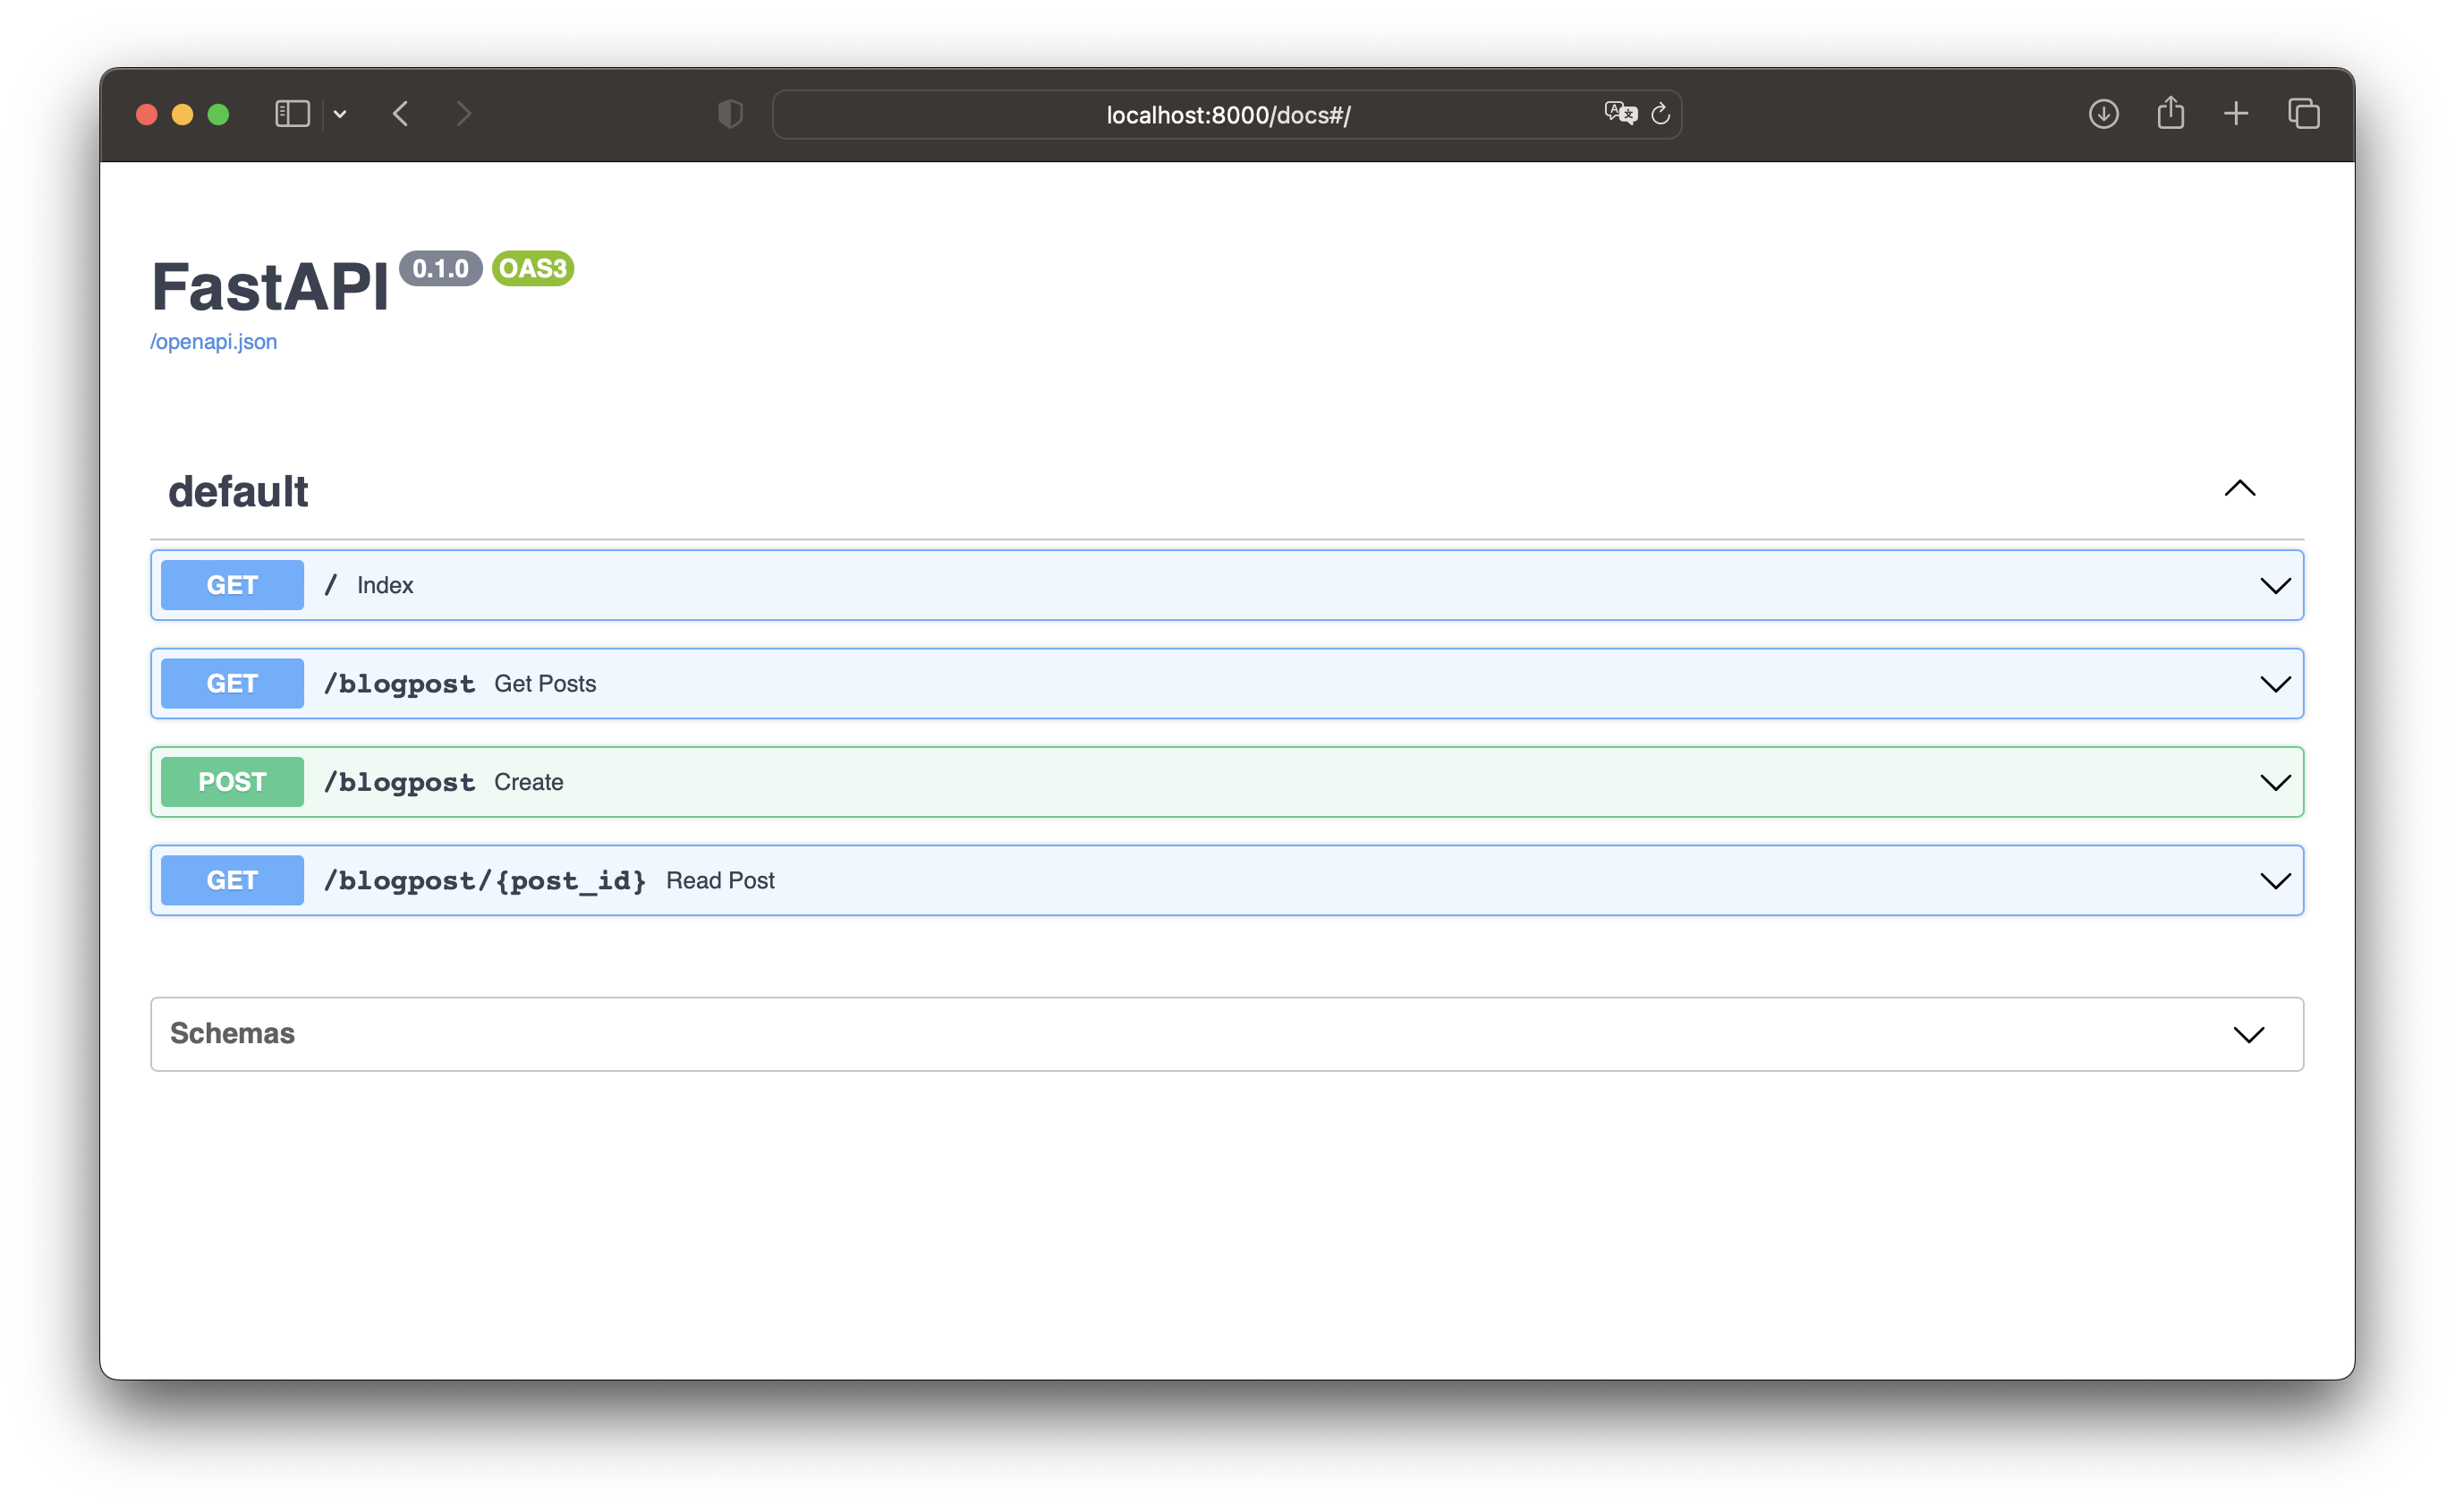 localhost:8000/docs#/
FastAPI 0.1.0 OAS3
/openapi.json
default
GET / Index
GET /blogpost Get Posts
POST /blogpost Create
GET /blogpost/{post_id} Read Post
Schemas